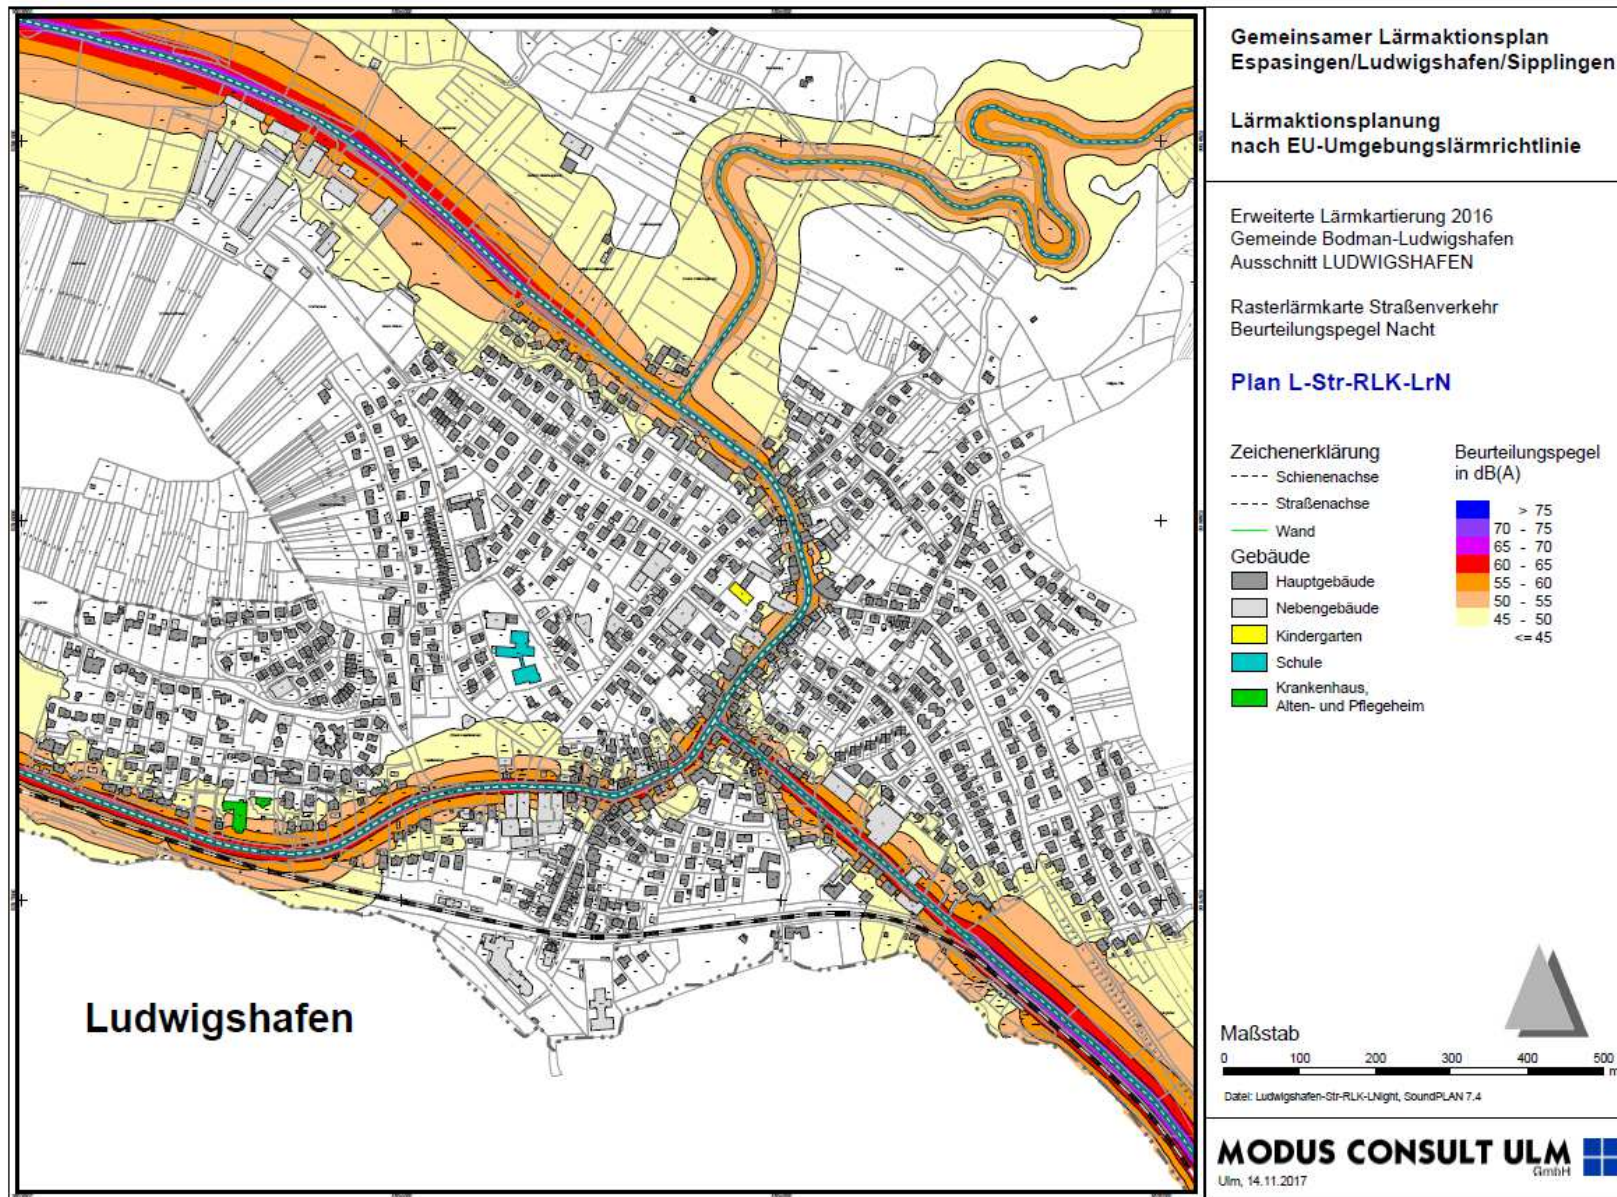 Gemeinsamer Lärmaktionsplan
Espasingen/Ludwigshafen/Sipplingen
Lärmaktionsplanung
nach EU-Umgebungslärmrichtlinie
Erweiterte Lärmkartierung 2016
Gemeinde Bodman-Ludwigshafen
Ausschnitt LUDWIGSHAFEN
Rasterlärmkarte Straßenverkehr
Beurteilungspegel Nacht
Plan L-Str-RLK-LrN
Zeichenerklärung
Schienenachse
Straßenachse
Wand
Gebäude
Hauptgebäude
Nebengebäude
Kindergarten
Schule
Krankenhaus,
Alten- und Pflegeheim
Beurteilungspegel
in dB(A)
> 75
70 - 75
65 - 70
60 - 65
55 - 60
50 - 55
45 - 50
<= 45
Ludwigshafen
Maßstab
0 100 200 300 400 500
m
Datei: Ludwigshafen-Str-RLK-LNight, SoundPLAN 7.4
MODUS CONSULT ULM
GmbH
Ulm, 14.11.2017